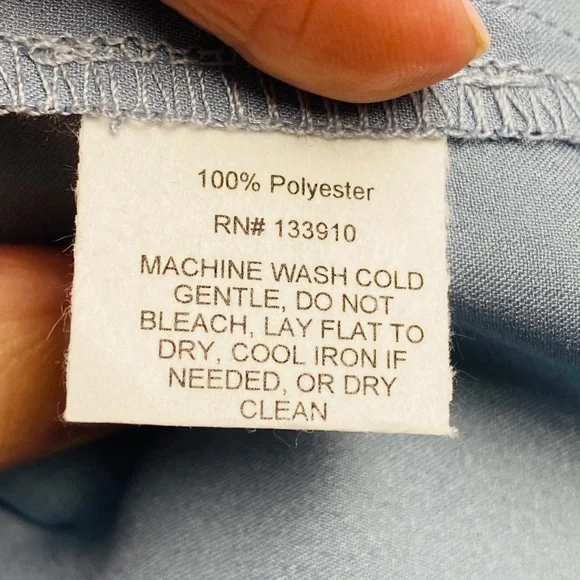 100% Polyester
RN# 133910
MACHINE WASH COLD
GENTLE, DO NOT
BLEACH, LAY FLAT TO
DRY, COOL IRON IF
NEEDED, OR DRY
CLEAN